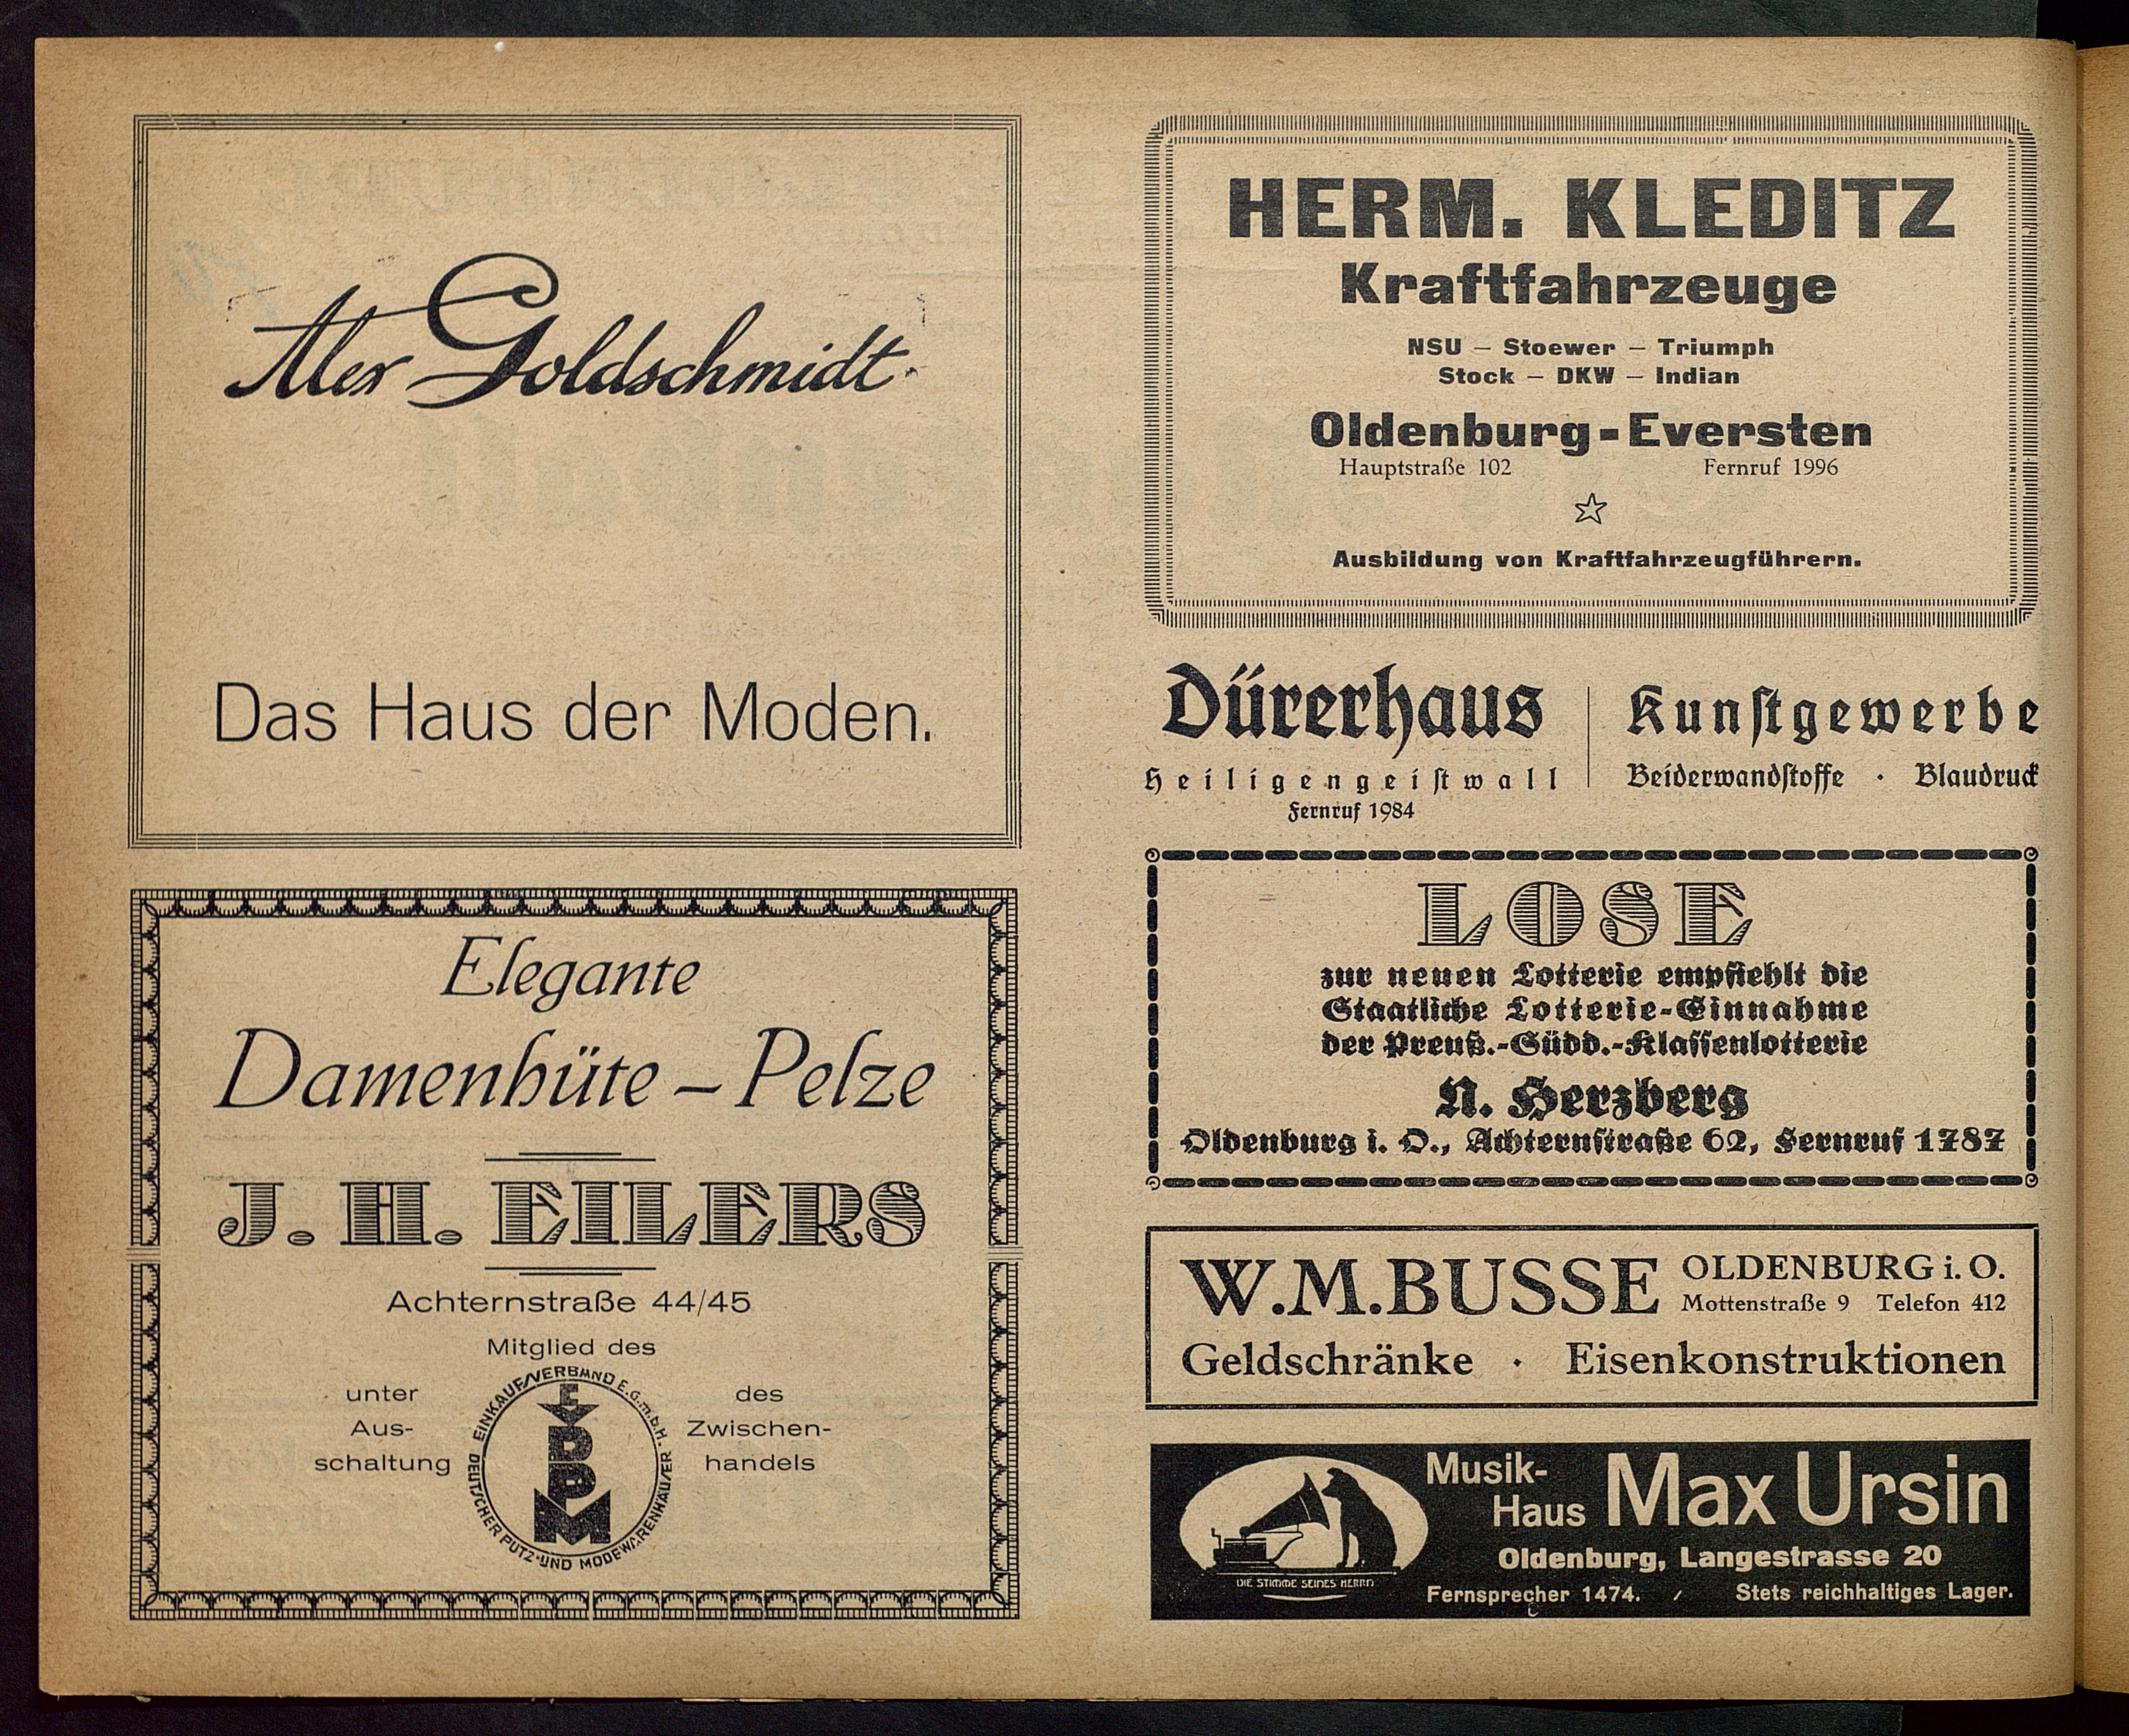 Alex Goldschmidt.
Das Haus der Moden.
Elegante
Damenhüte – Pelze
J. H. EILERS
Achternstraße 44/45
Mitglied des
unter
Aus-
schaltung
EINKAUFSVERBAND E.G.m.b.H.
DEUTSCHER PUTZ- UND MODEWARENHÄUSER
EVDPM
des
Zwischen-
handels
HERM. KLEDITZ
Kraftfahrzeuge
NSU – Stoewer – Triumph
Stock – DKW – Indian
Oldenburg-Eversten
Hauptstraße 102 Fernruf 1996
Ausbildung von Kraftfahrzeugführern.
Dürerhaus
Heiligengeiſtwall
Fernruf 1984
Kunſtgewerbe
Beiderwandſtoffe · Blaudruck
LOSE
zur neuen Lotterie empfiehlt die
Staatliche Lotterie-Einnahme
der Preuß.-Südd.-Klaſſenlotterie
N. Herzberg
Oldenburg i. O., Achternſtraße 62, Fernruf 1787
W.M.BUSSE OLDENBURG i. O.
Mottenstraße 9 Telefon 412
Geldschränke · Eisenkonstruktionen
Musik-
Haus Max Ursin
Oldenburg, Langestrasse 20
DIE STIMME SEINES HERRN
Fernsprecher 1474. / Stets reichhaltiges Lager.